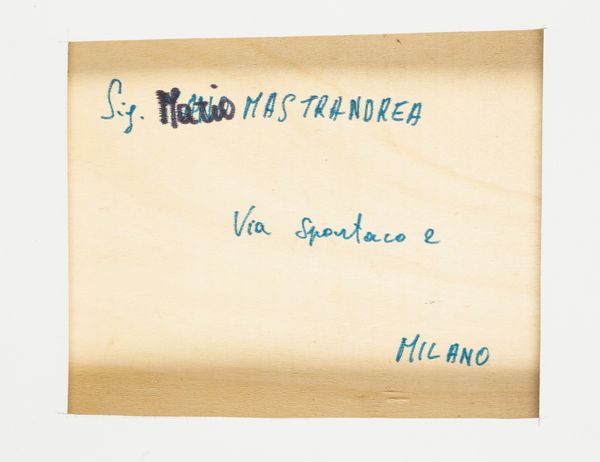 Sig. Mario MASTRANDREA
Via Spartaco 2
MILANO